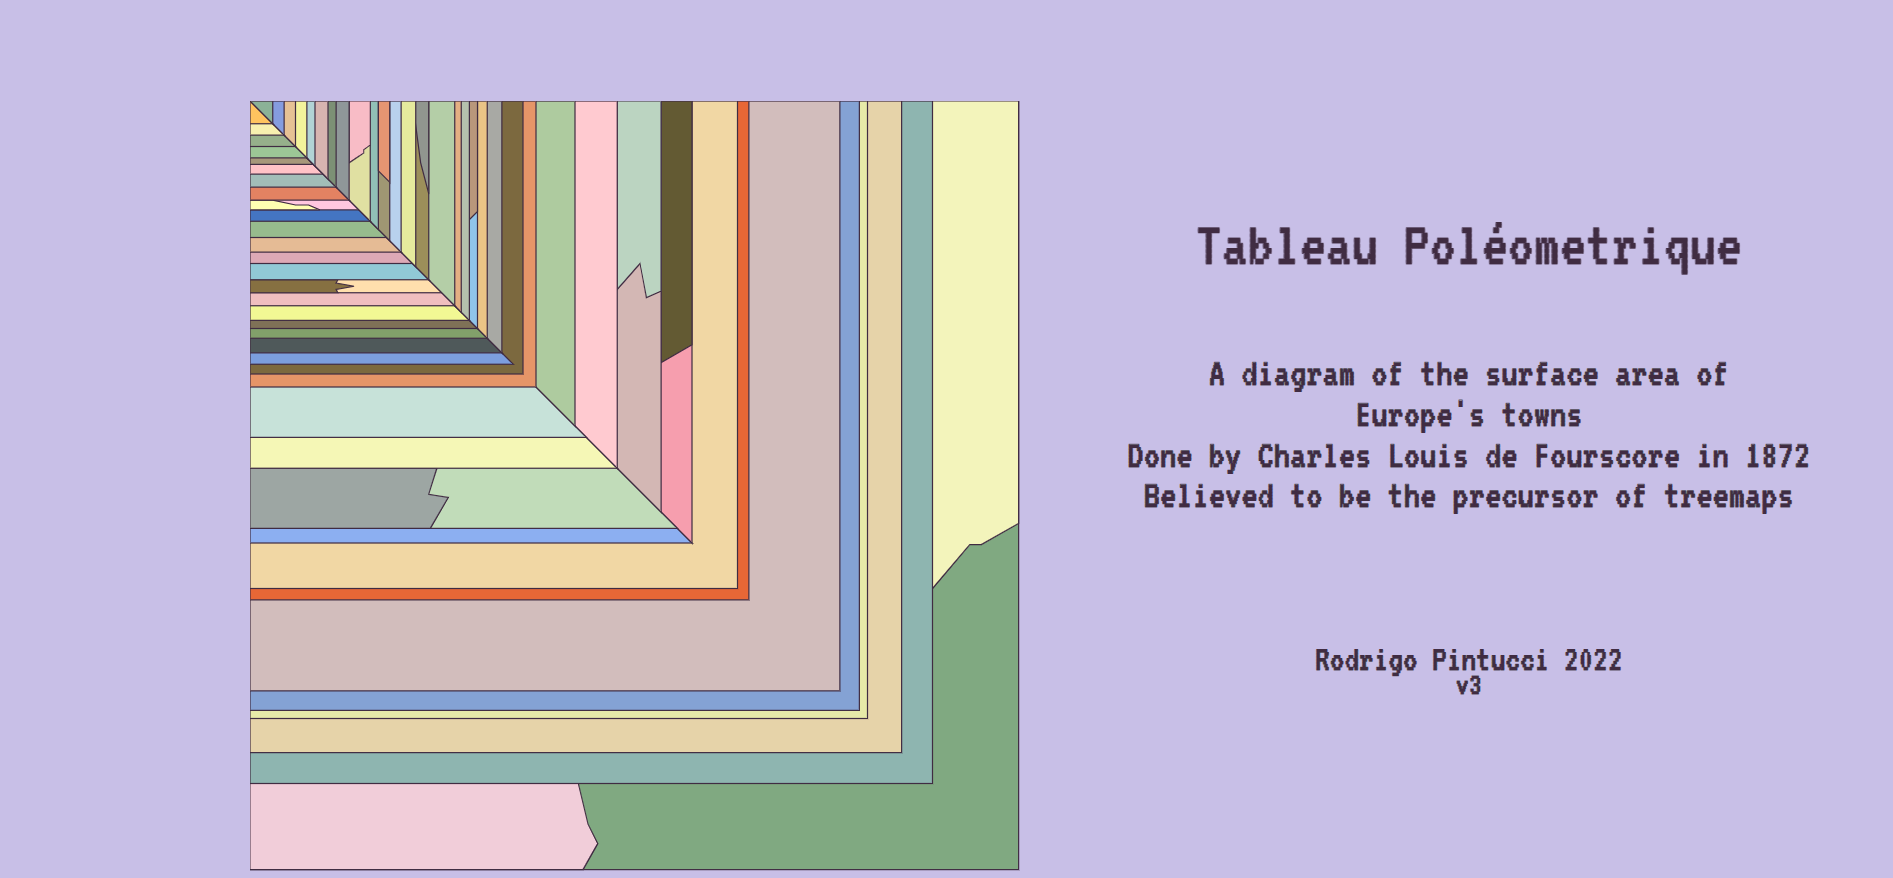 Tableau Poléometrique
A diagram of the surface area of
Europe's towns
Done by Charles Louis de Fourscore in 1872
Believed to be the precursor of treemaps
Rodrigo Pintucci 2022
v3